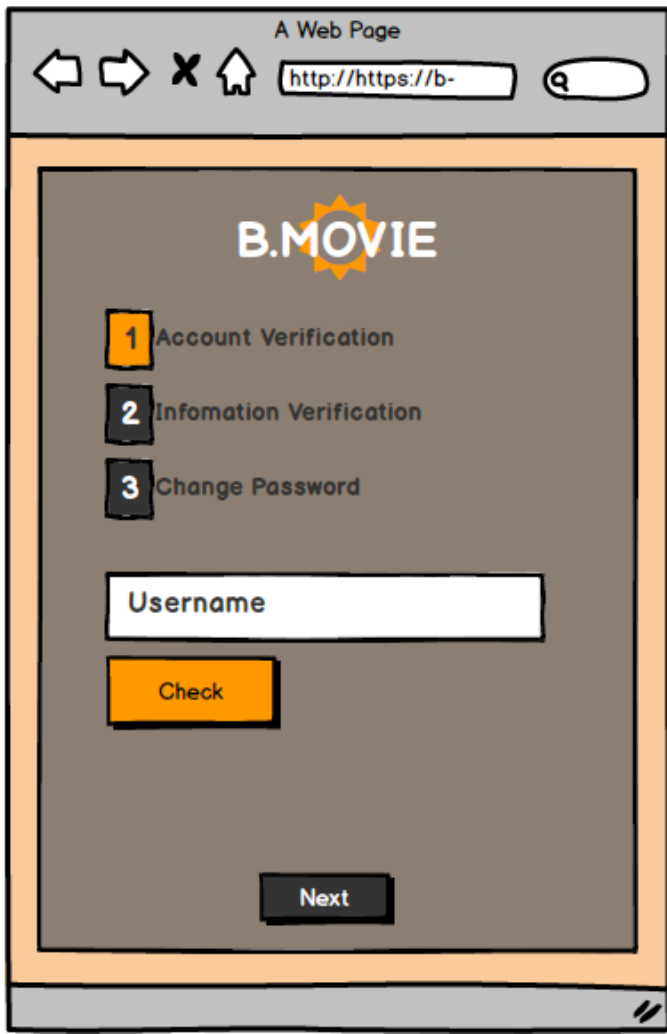 A Web Page
http://https://b-
B.MOVIE
1 Account Verification
2 Infomation Verification
3 Change Password
Username
Check
Next